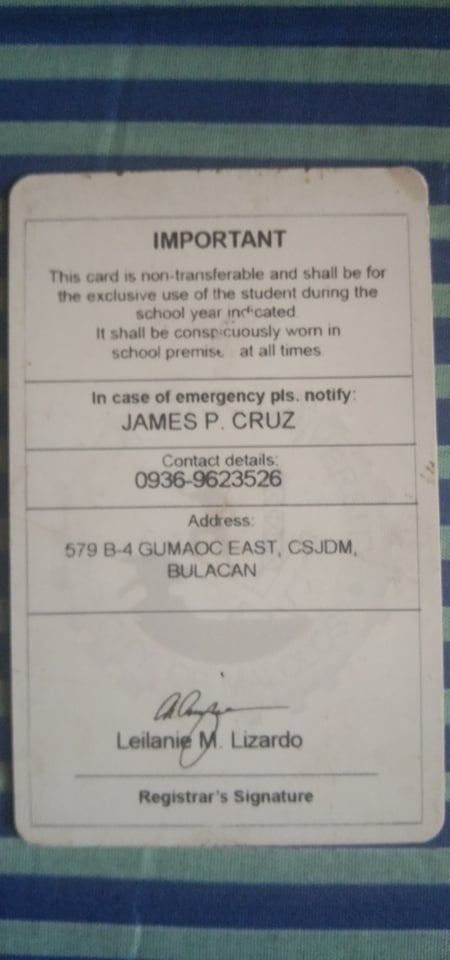 IMPORTANT
This card is non-transferable and shall be for
the exclusive use of the student during the
school year indicated
It shall be conspicuously worn in
school premise at all times
In case of emergency pls. notify:
JAMES P. CRUZ
Contact details:
0936-9623526
Address:
579 B-4 GUMAOC EAST, CSJDM,
BULACAN
Leilanie M. Lizardo
Registrar's Signature